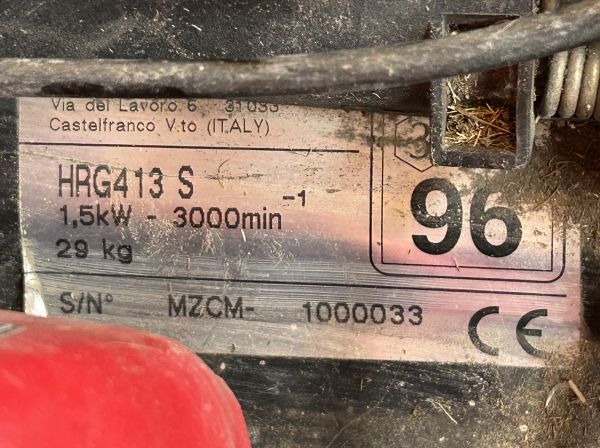 Via del Lavoro 6 31033
Castelfranco V.to (ITALY)
HRG413 S
1,5kW - 3000min⁻¹
29 kg
96
S/N° MZCM- 1000033
CE